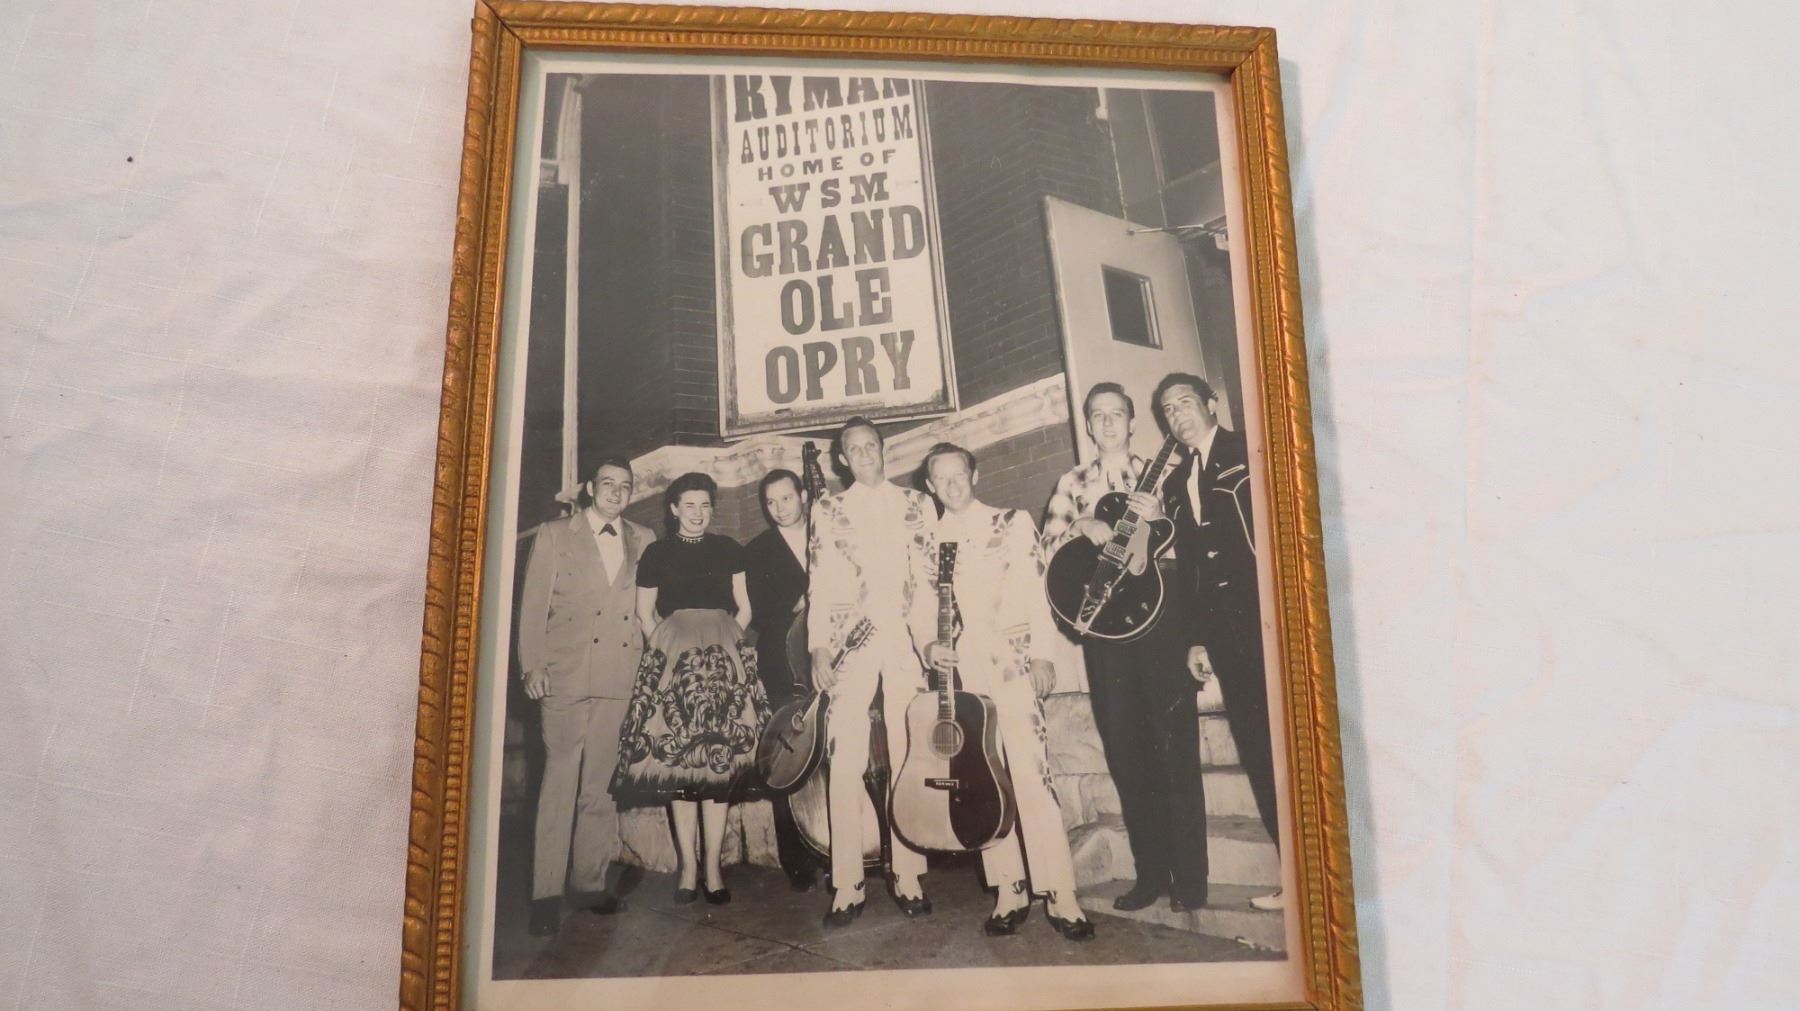 RYMAN
AUDITORIUM
HOME OF
WSM
GRAND
OLE
OPRY